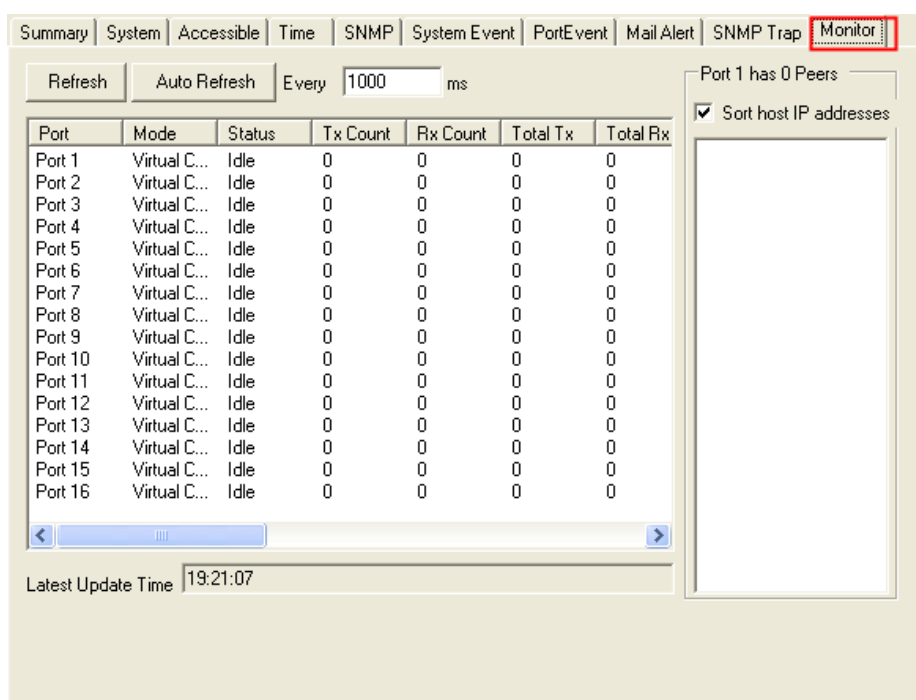 Summary System Accessible Time SNMP System Event PortEvent Mail Alert SNMP Trap Monitor
Refresh Auto Refresh Every 1000 ms
Port 1 has 0 Peers
Sort host IP addresses
Port Mode Status Tx Count Rx Count Total Tx Total Rx
Port 1 Virtual C... Idle 0 0 0 0
Port 2 Virtual C... Idle 0 0 0 0
Port 3 Virtual C... Idle 0 0 0 0
Port 4 Virtual C... Idle 0 0 0 0
Port 5 Virtual C... Idle 0 0 0 0
Port 6 Virtual C... Idle 0 0 0 0
Port 7 Virtual C... Idle 0 0 0 0
Port 8 Virtual C... Idle 0 0 0 0
Port 9 Virtual C... Idle 0 0 0 0
Port 10 Virtual C... Idle 0 0 0 0
Port 11 Virtual C... Idle 0 0 0 0
Port 12 Virtual C... Idle 0 0 0 0
Port 13 Virtual C... Idle 0 0 0 0
Port 14 Virtual C... Idle 0 0 0 0
Port 15 Virtual C... Idle 0 0 0 0
Port 16 Virtual C... Idle 0 0 0 0
Latest Update Time 19:21:07